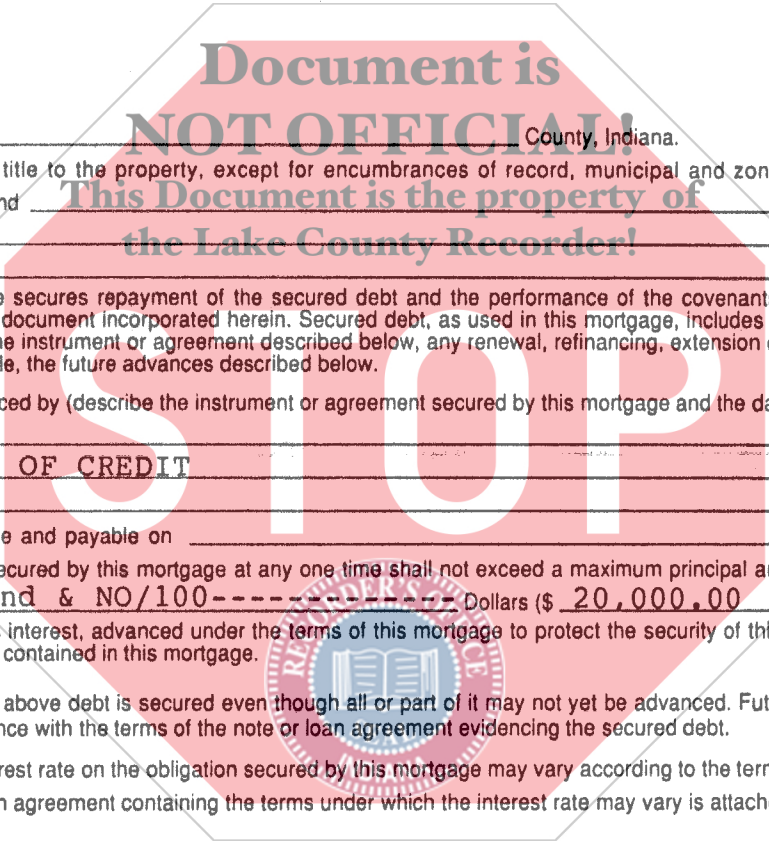 Document is
NOT OFFICIAL!
County, Indiana.
title to the property, except for encumbrances of record, municipal and zon
nd
This Document is the property of
the Lake County Recorder!
e secures repayment of the secured debt and the performance of the covenant
document incorporated herein. Secured debt, as used in this mortgage, includes
e instrument or agreement described below, any renewal, refinancing, extension
le, the future advances described below.
ced by (describe the instrument or agreement secured by this mortgage and the da
STOP
OF CREDIT
e and payable on
ecured by this mortgage at any one time shall not exceed a maximum principal a
nd & NO/100-------------- Dollars ($ 20,000.00
interest, advanced under the terms of this mortgage to protect the security of thi
contained in this mortgage.
RECORDER'S OFFICE
SEAL
INDIANA
above debt is secured even though all or part of it may not yet be advanced. Fut
nce with the terms of the note or loan agreement evidencing the secured debt.
rest rate on the obligation secured by this mortgage may vary according to the ter
n agreement containing the terms under which the interest rate may vary is attach